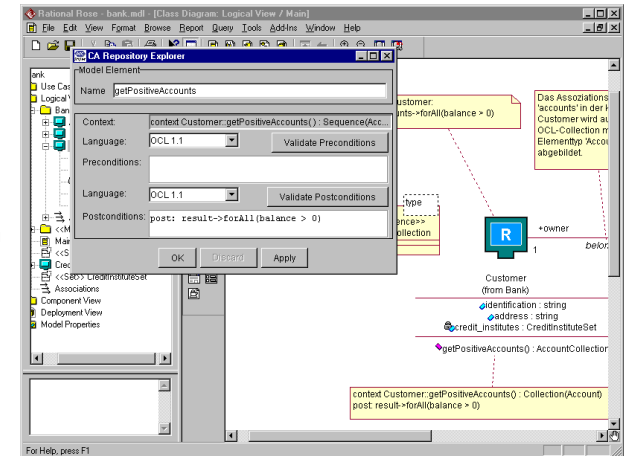 Rational Rose - bank.mdl - [Class Diagram: Logical View / Main]
File Edit View Format Browse Report Query Tools Add-Ins Window Help
CA Repository Explorer
Model Element
Name getPositiveAccounts
Context: context Customer:getPositiveAccounts() : Sequence(Acc...
Language: OCL 1.1 Validate Preconditions
Preconditions:
Language: OCL 1.1 Validate Postconditions
Postconditions: post: result->forAll(balance > 0)
OK Discard Apply
ank
Use Cas
Logical
Ban
Mai
<<S
Cred
<<Set>> CreditInstituteSet
Associations
Component View
Deployment View
Model Properties
ustomer:
unts->forAll(balance > 0)
Das Assoziations
'accounts' in der K
Customer wird au
OCL-Collection m
Elementtyp 'Accou
abgebildet.
type
ence>>
ollection
R
+owner
1
belon
Customer
(from Bank)
identification : string
address : string
credit_institutes : CreditInstituteSet
getPositiveAccounts() : AccountCollection
context Customer::getPositiveAccounts() : Collection(Account)
post: result->forAll(balance > 0)
For Help, press F1